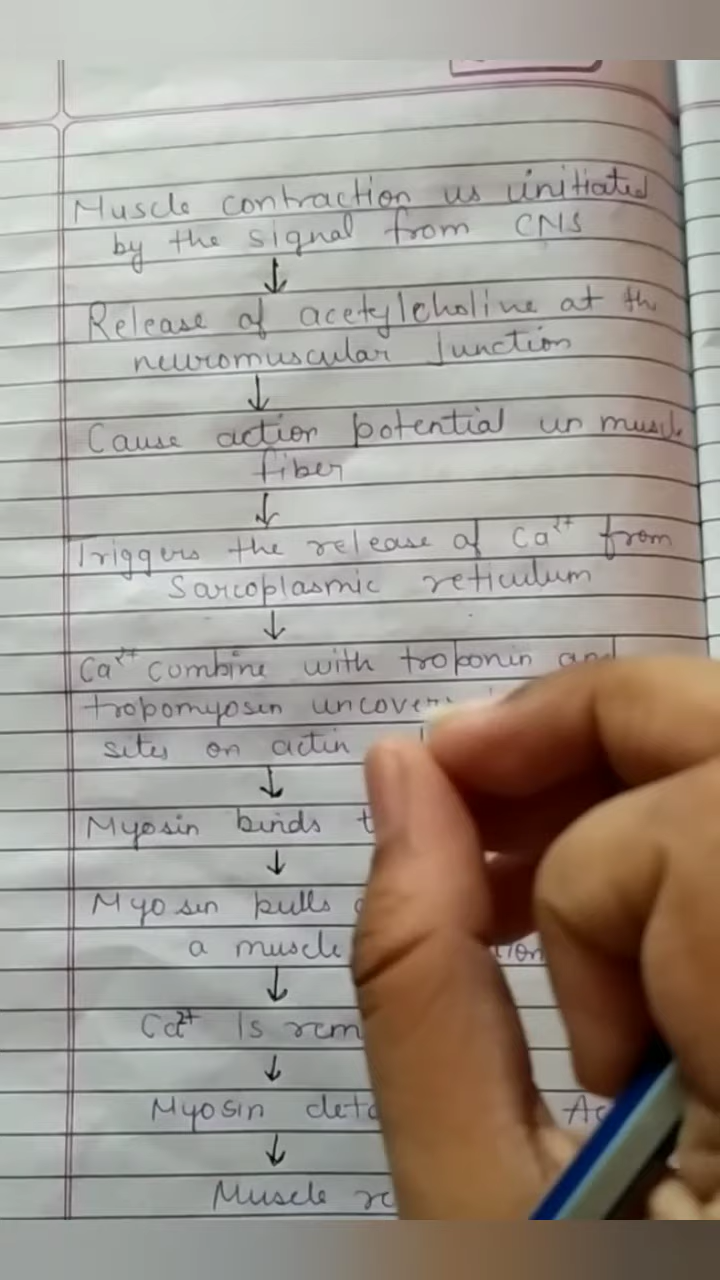 Muscle contraction is initiated
by the signal from CNS
↓
Release of acetylcholine at the
neuromuscular Junction
↓
Cause action potential in muscle
fiber
↓
Triggers the release of Ca²⁺ from
Sarcoplasmic reticulum
↓
Ca²⁺ combine with troponin and
tropomyosin uncovers
sites on actin
↓
Myosin binds
↓
Myosin pulls
a muscle
↓
Ca²⁺ is
↓
Myosin
↓
Muscle